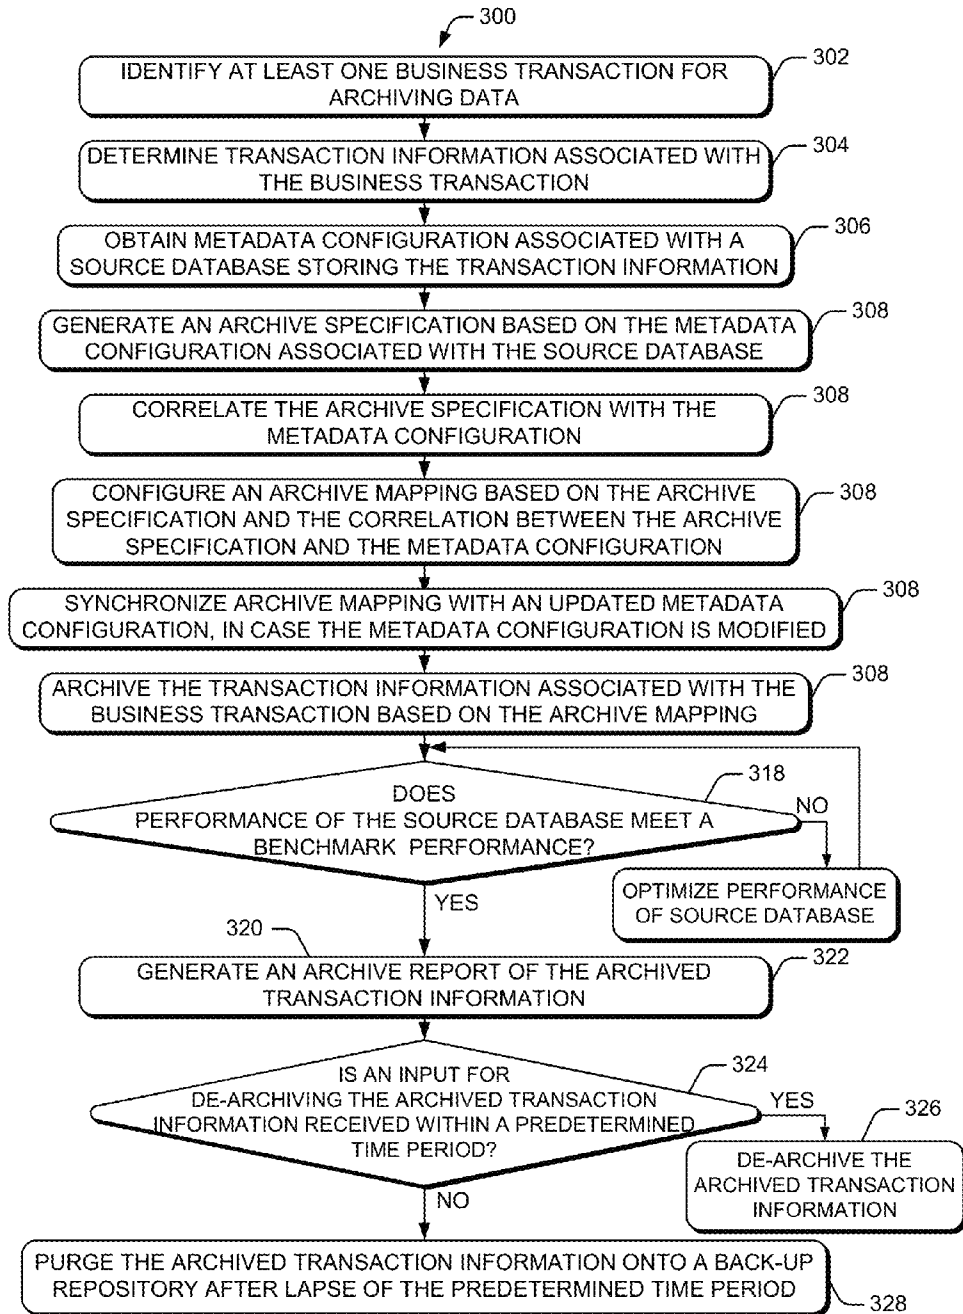 300
IDENTIFY AT LEAST ONE BUSINESS TRANSACTION FOR
ARCHIVING DATA
302
DETERMINE TRANSACTION INFORMATION ASSOCIATED WITH
THE BUSINESS TRANSACTION
304
OBTAIN METADATA CONFIGURATION ASSOCIATED WITH A
SOURCE DATABASE STORING THE TRANSACTION INFORMATION
306
GENERATE AN ARCHIVE SPECIFICATION BASED ON THE METADATA
CONFIGURATION ASSOCIATED WITH THE SOURCE DATABASE
308
CORRELATE THE ARCHIVE SPECIFICATION WITH THE
METADATA CONFIGURATION
308
CONFIGURE AN ARCHIVE MAPPING BASED ON THE ARCHIVE
SPECIFICATION AND THE CORRELATION BETWEEN THE ARCHIVE
SPECIFICATION AND THE METADATA CONFIGURATION
308
SYNCHRONIZE ARCHIVE MAPPING WITH AN UPDATED METADATA
CONFIGURATION, IN CASE THE METADATA CONFIGURATION IS MODIFIED
308
ARCHIVE THE TRANSACTION INFORMATION ASSOCIATED WITH THE
BUSINESS TRANSACTION BASED ON THE ARCHIVE MAPPING
308
DOES
PERFORMANCE OF THE SOURCE DATABASE MEET A
BENCHMARK PERFORMANCE?
318
NO
OPTIMIZE PERFORMANCE
OF SOURCE DATABASE
YES
320
GENERATE AN ARCHIVE REPORT OF THE ARCHIVED
TRANSACTION INFORMATION
322
IS AN INPUT FOR
DE-ARCHIVING THE ARCHIVED TRANSACTION
INFORMATION RECEIVED WITHIN A PREDETERMINED
TIME PERIOD?
324
YES
326
DE-ARCHIVE THE
ARCHIVED TRANSACTION
INFORMATION
NO
PURGE THE ARCHIVED TRANSACTION INFORMATION ONTO A BACK-UP
REPOSITORY AFTER LAPSE OF THE PREDETERMINED TIME PERIOD
328